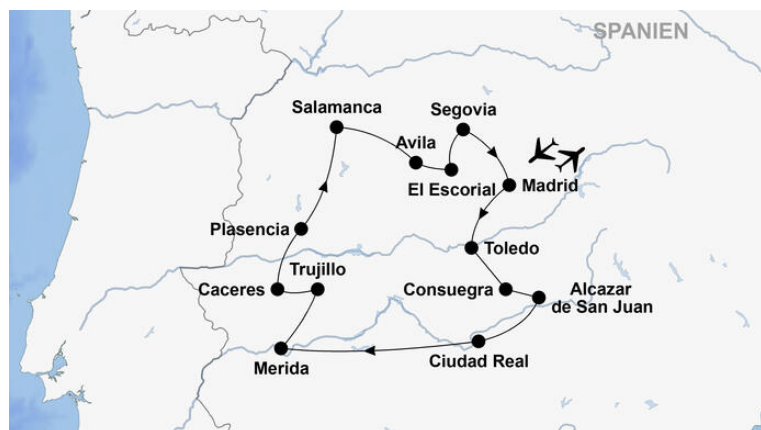 SPANIEN
Salamanca
Segovia
Avila
El Escorial
Madrid
Plasencia
Toledo
Caceres
Trujillo
Consuegra
Alcazar
de San Juan
Merida
Ciudad Real